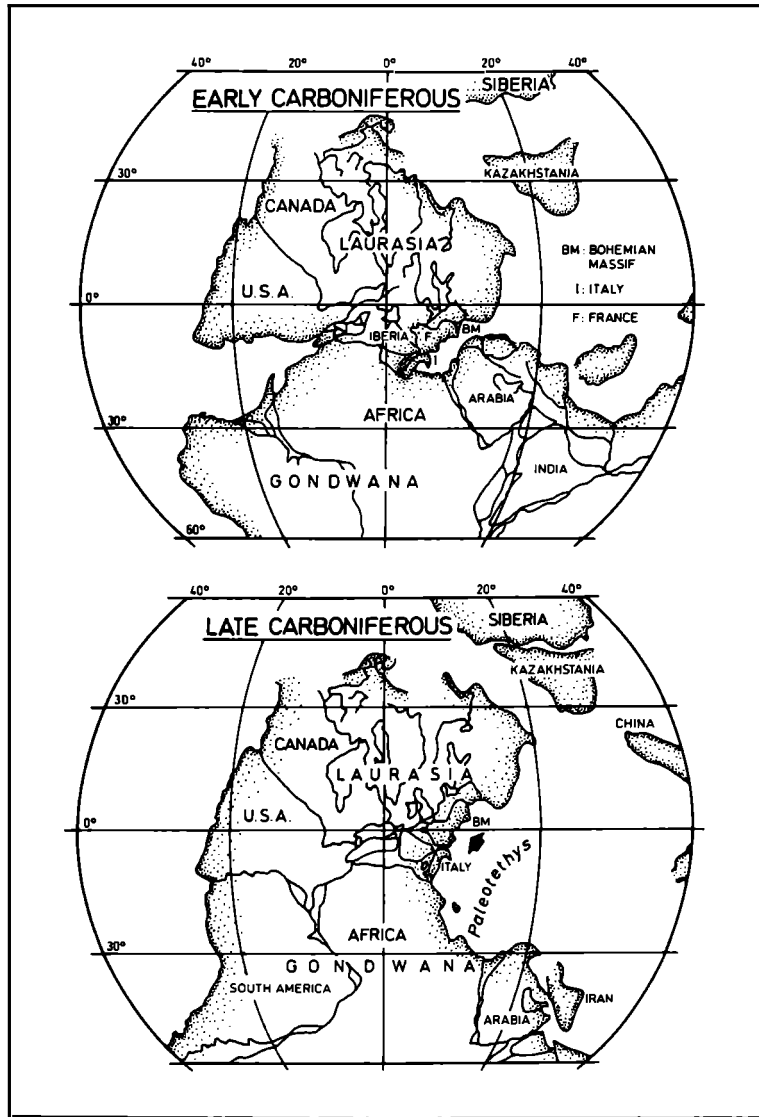 40° 20° 0° 20° 40°
SIBERIA
EARLY CARBONIFEROUS
30°
KAZAKHSTANIA
CANADA
LAURASIA
BM : BOHEMIAN
MASSIF
U.S.A.
I : ITALY
0°
F : FRANCE
IBERIA F BM
I
ARABIA
AFRICA
30°
INDIA
GONDWANA
60°
40° 20° 0° 20° 40°
SIBERIA
LATE CARBONIFEROUS
KAZAKHSTANIA
30°
CHINA
CANADA
LAURASIA
U.S.A.
BM
0°
ITALY
Paleotethys
AFRICA
30°
GONDWANA
SOUTH AMERICA
IRAN
ARABIA